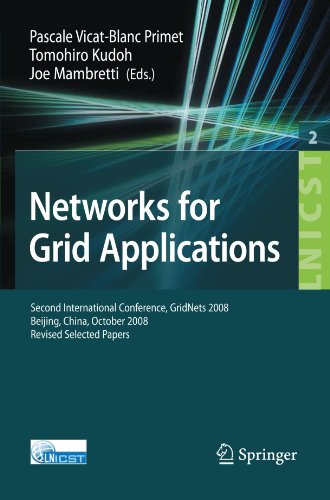 Pascale Vicat-Blanc Primet
Tomohiro Kudoh
Joe Mambretti (Eds.)
2
LNICST
Networks for
Grid Applications
Second International Conference, GridNets 2008
Beijing, China, October 2008
Revised Selected Papers
LNICST
Springer